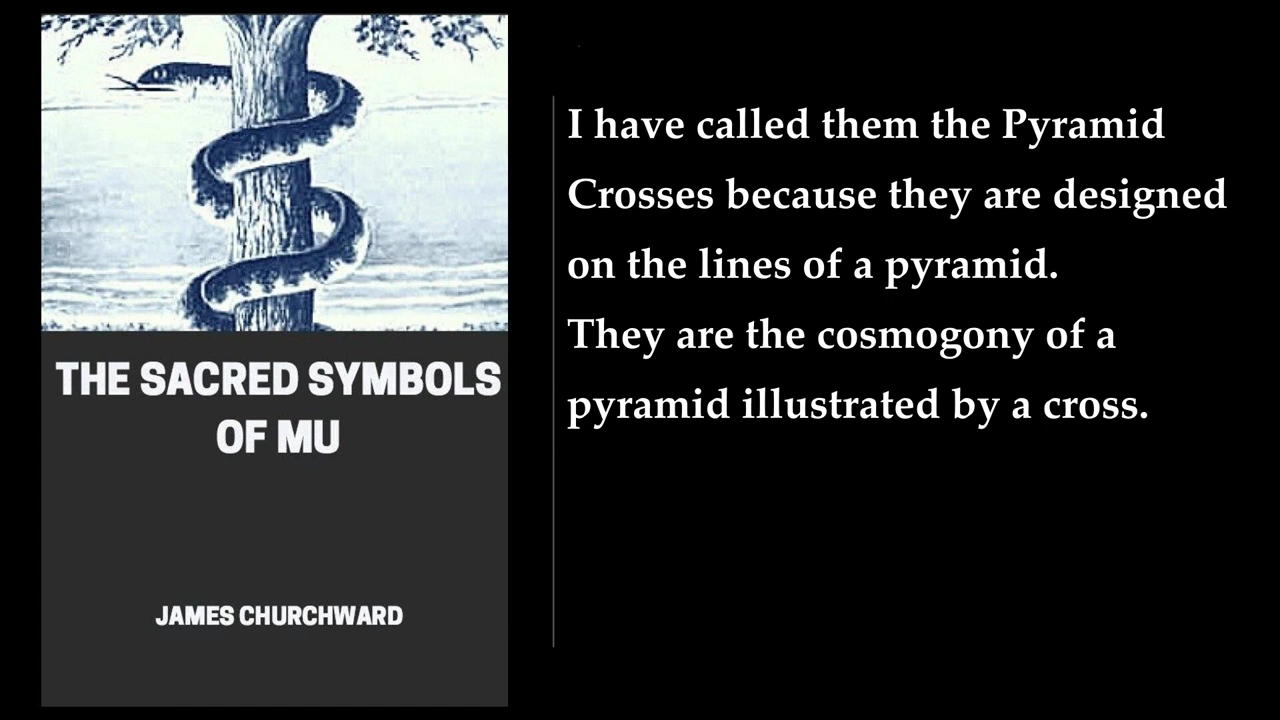 THE SACRED SYMBOLS
OF MU
JAMES CHURCHWARD
I have called them the Pyramid
Crosses because they are designed
on the lines of a pyramid.
They are the cosmogony of a
pyramid illustrated by a cross.